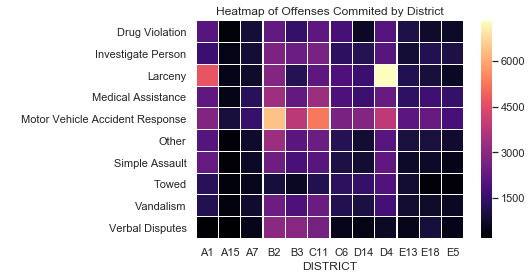 Heatmap of Offenses Commited by District
Drug Violation
Investigate Person
Larceny
Medical Assistance
Motor Vehicle Accident Response
Other
Simple Assault
Towed
Vandalism
Verbal Disputes
A1 A15 A7 B2 B3 C11 C6 D14 D4 E13 E18 E5
DISTRICT
6000
4500
3000
1500